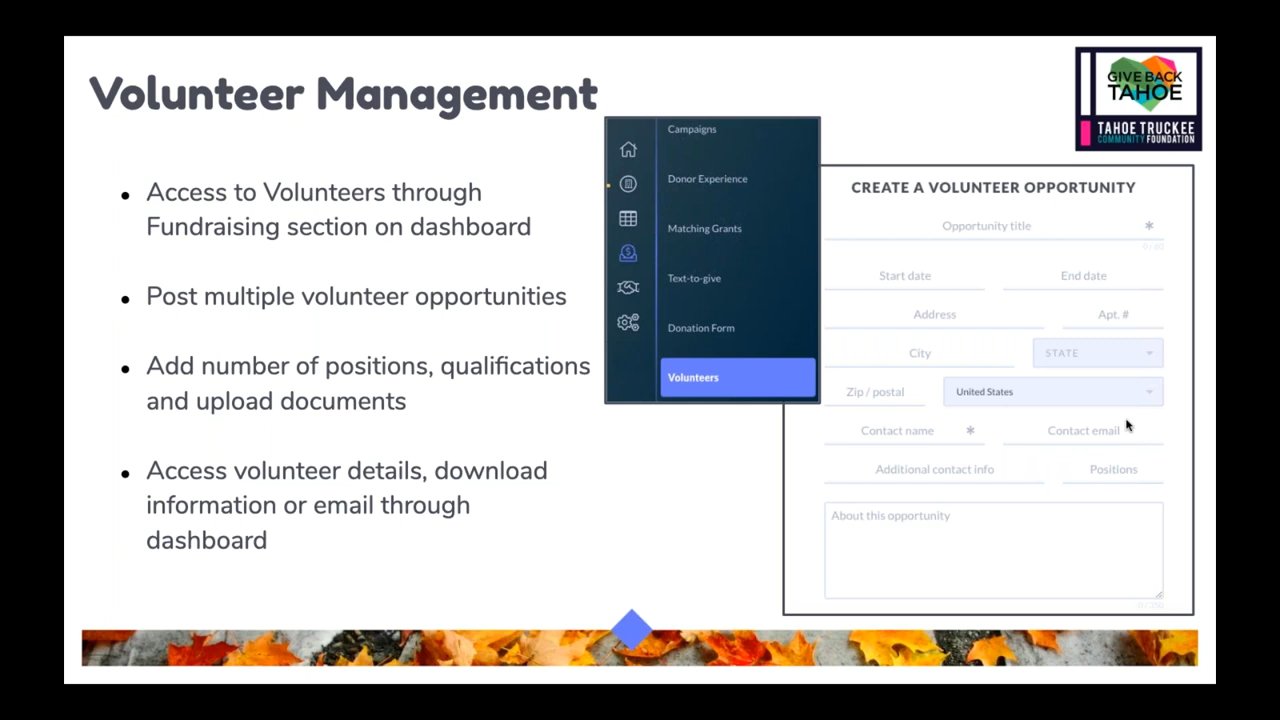 Volunteer Management
GIVE BACK
TAHOE
TAHOE TRUCKEE
COMMUNITY FOUNDATION
• Access to Volunteers through
Fundraising section on dashboard
• Post multiple volunteer opportunities
• Add number of positions, qualifications
and upload documents
• Access volunteer details, download
information or email through
dashboard
Campaigns
Donor Experience
Matching Grants
Text-to-give
Donation Form
Volunteers
CREATE A VOLUNTEER OPPORTUNITY
Opportunity title *
Start date End date
Address Apt. #
City STATE
Zip / postal United States
Contact name * Contact email
Additional contact info Positions
About this opportunity